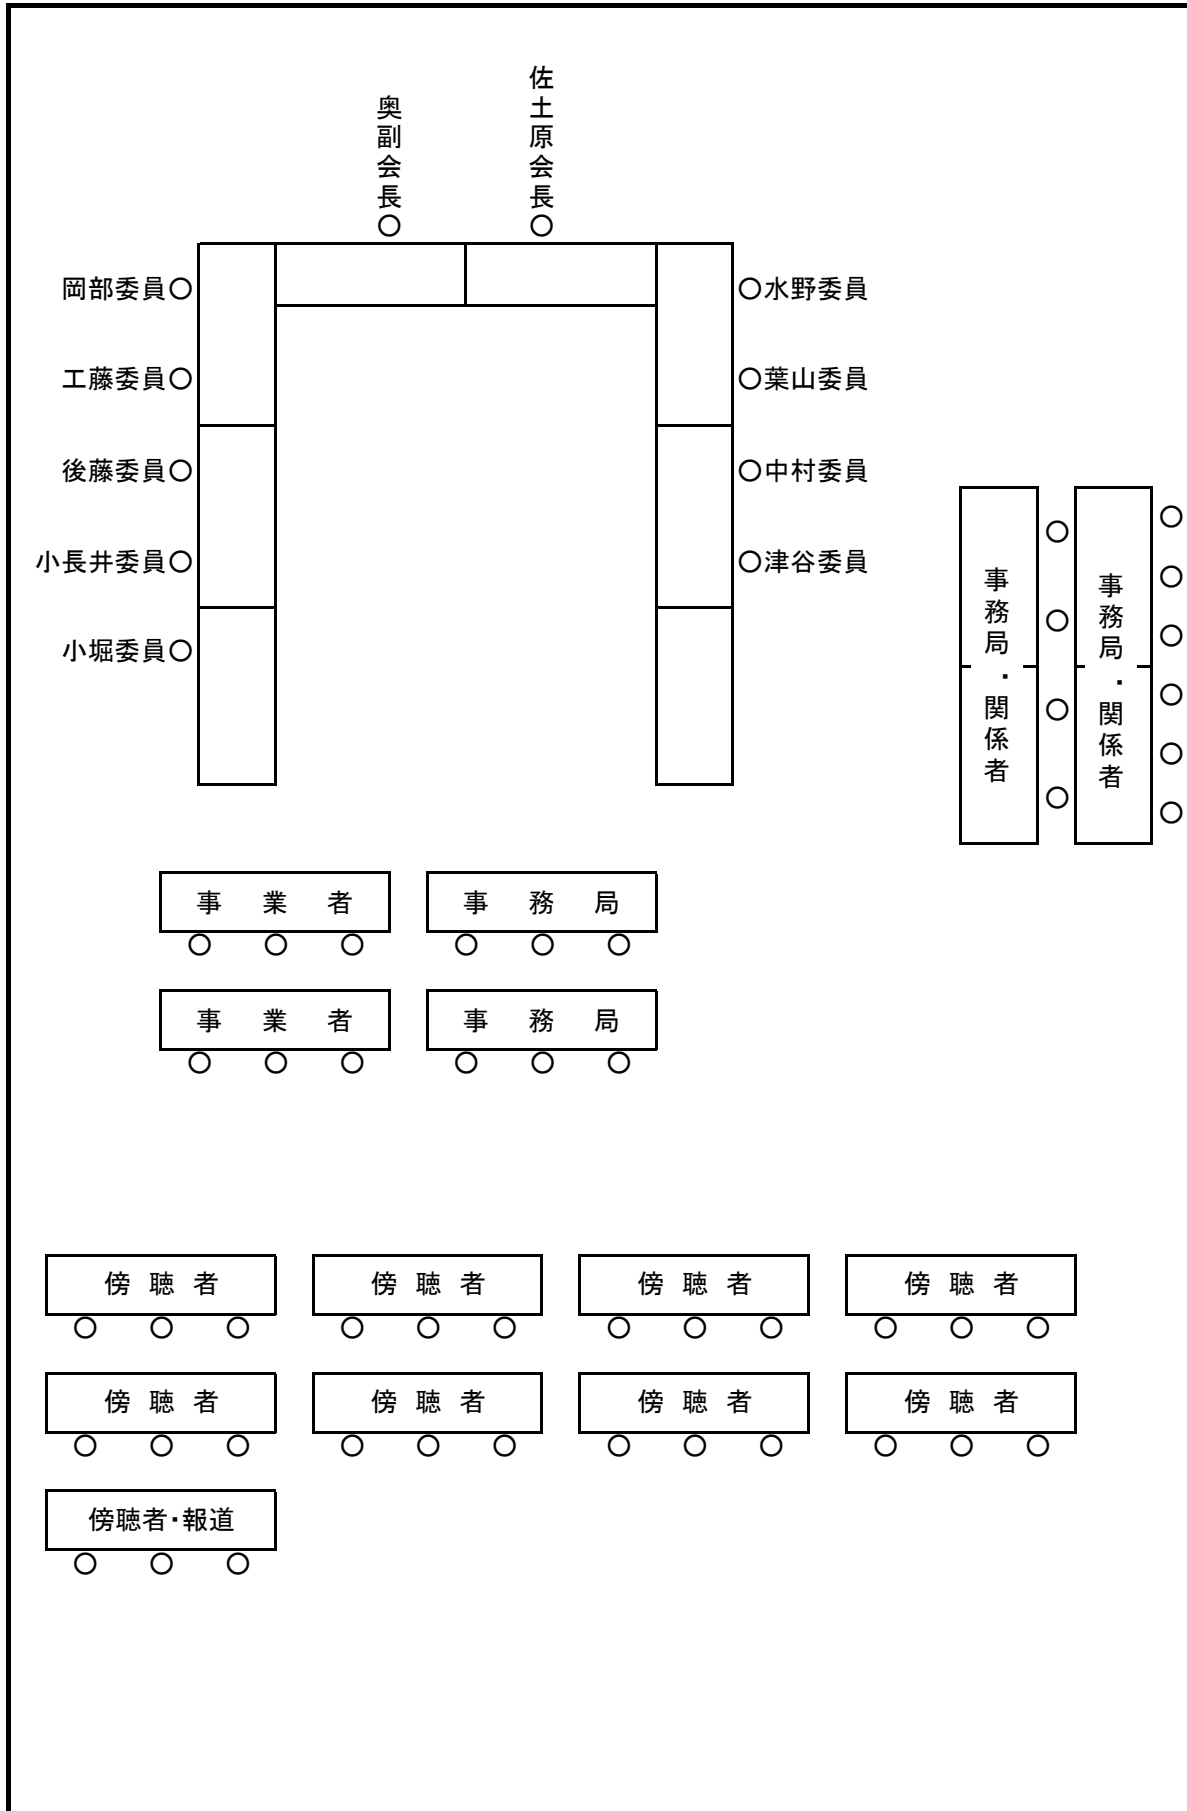 奥副会長○
佐土原会長○
岡部委員○
○水野委員
工藤委員○
○葉山委員
後藤委員○
○中村委員
小長井委員○
○津谷委員
小堀委員○
事務局・関係者
事務局・関係者
事業者
事務局
事業者
事務局
傍聴者
傍聴者
傍聴者
傍聴者
傍聴者
傍聴者
傍聴者
傍聴者
傍聴者・報道